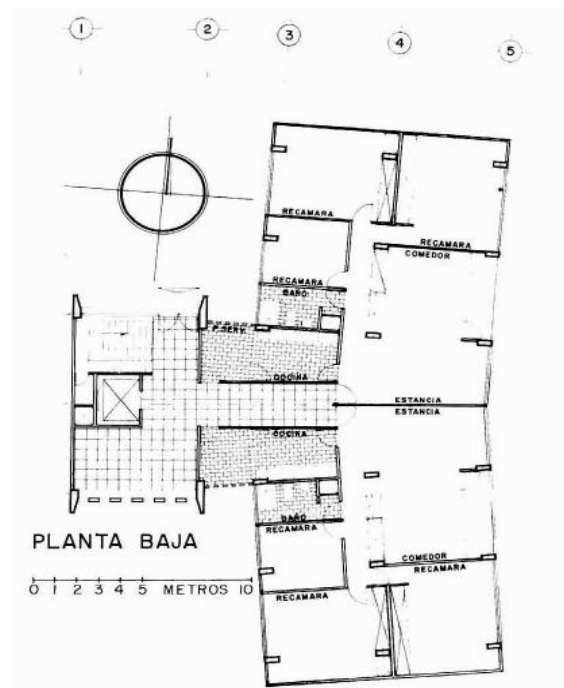 1 2 3 4 5
RECAMARA
RECAMARA
COMEDOR
RECAMARA
BAÑO
P. SERV.
COCINA
ESTANCIA
ESTANCIA
COCINA
BAÑO
RECAMARA
COMEDOR
RECAMARA
RECAMARA
PLANTA BAJA
0 1 2 3 4 5 METROS 10